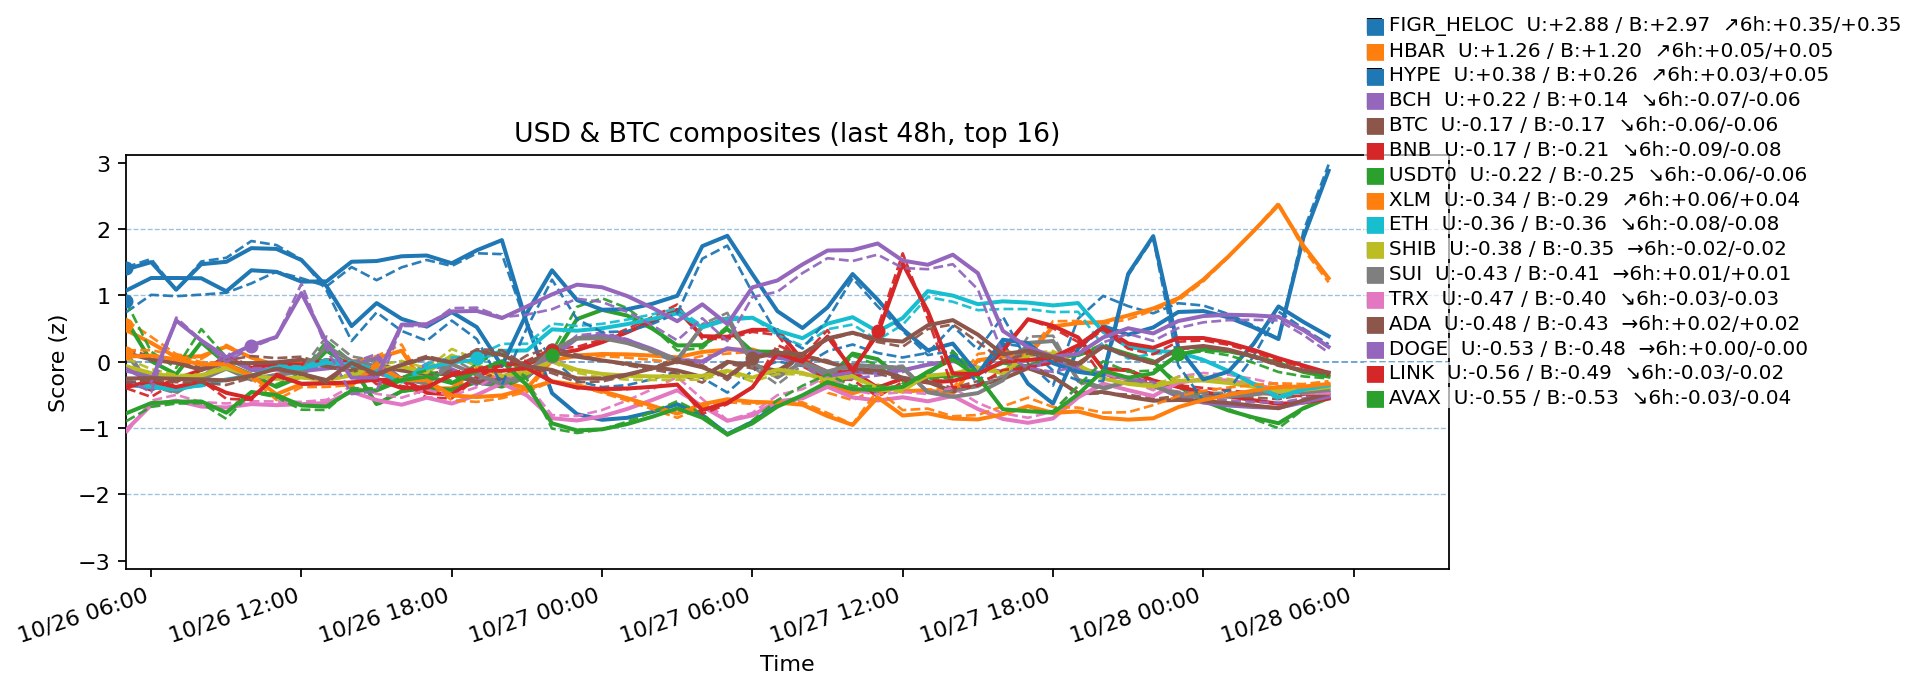 FIGR_HELOC U:+2.88 / B:+2.97 ↗6h:+0.35/+0.35
HBAR U:+1.26 / B:+1.20 ↗6h:+0.05/+0.05
HYPE U:+0.38 / B:+0.26 ↗6h:+0.03/+0.05
BCH U:+0.22 / B:+0.14 ↘6h:-0.07/-0.06
BTC U:-0.17 / B:-0.17 ↘6h:-0.06/-0.06
BNB U:-0.17 / B:-0.21 ↘6h:-0.09/-0.08
USDT0 U:-0.22 / B:-0.25 ↘6h:-0.06/-0.06
XLM U:-0.34 / B:-0.29 ↗6h:+0.06/+0.04
ETH U:-0.36 / B:-0.36 ↘6h:-0.08/-0.08
SHIB U:-0.38 / B:-0.35 →6h:-0.02/-0.02
SUI U:-0.43 / B:-0.41 →6h:+0.01/+0.01
TRX U:-0.47 / B:-0.40 ↘6h:-0.03/-0.03
ADA U:-0.48 / B:-0.43 →6h:+0.02/+0.02
DOGE U:-0.53 / B:-0.48 →6h:+0.00/-0.00
LINK U:-0.56 / B:-0.49 ↘6h:-0.03/-0.02
AVAX U:-0.55 / B:-0.53 ↘6h:-0.03/-0.04
USD & BTC composites (last 48h, top 16)
Score (z)
3
2
1
0
−1
−2
−3
10/26 06:00
10/26 12:00
10/26 18:00
10/27 00:00
10/27 06:00
10/27 12:00
10/27 18:00
10/28 00:00
10/28 06:00
Time